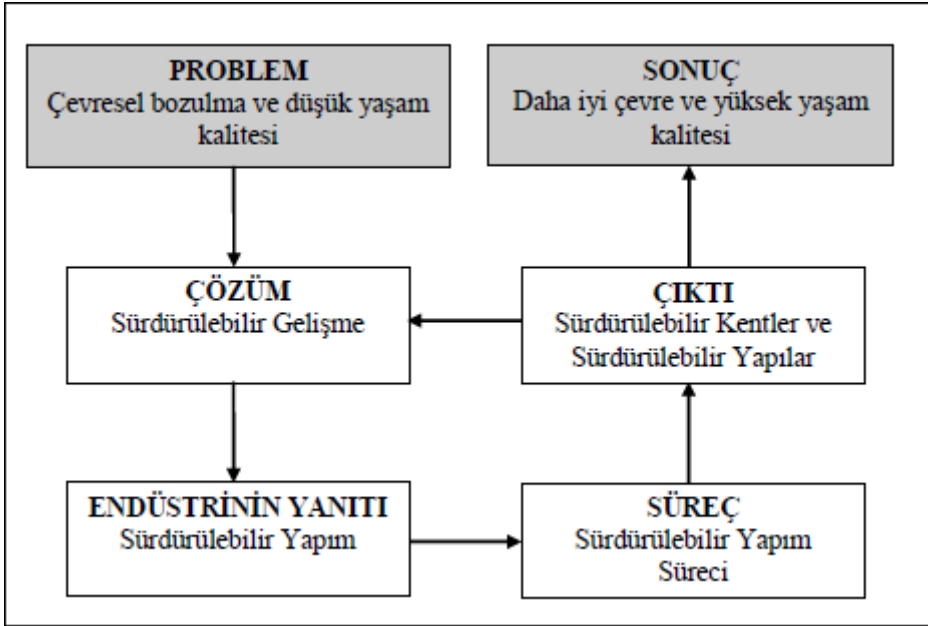 PROBLEM
Çevresel bozulma ve düşük yaşam
kalitesi
SONUÇ
Daha iyi çevre ve yüksek yaşam
kalitesi
ÇÖZÜM
Sürdürülebilir Gelişme
ÇIKTI
Sürdürülebilir Kentler ve
Sürdürülebilir Yapılar
ENDÜSTRİNİN YANITI
Sürdürülebilir Yapım
SÜREÇ
Sürdürülebilir Yapım
Süreci